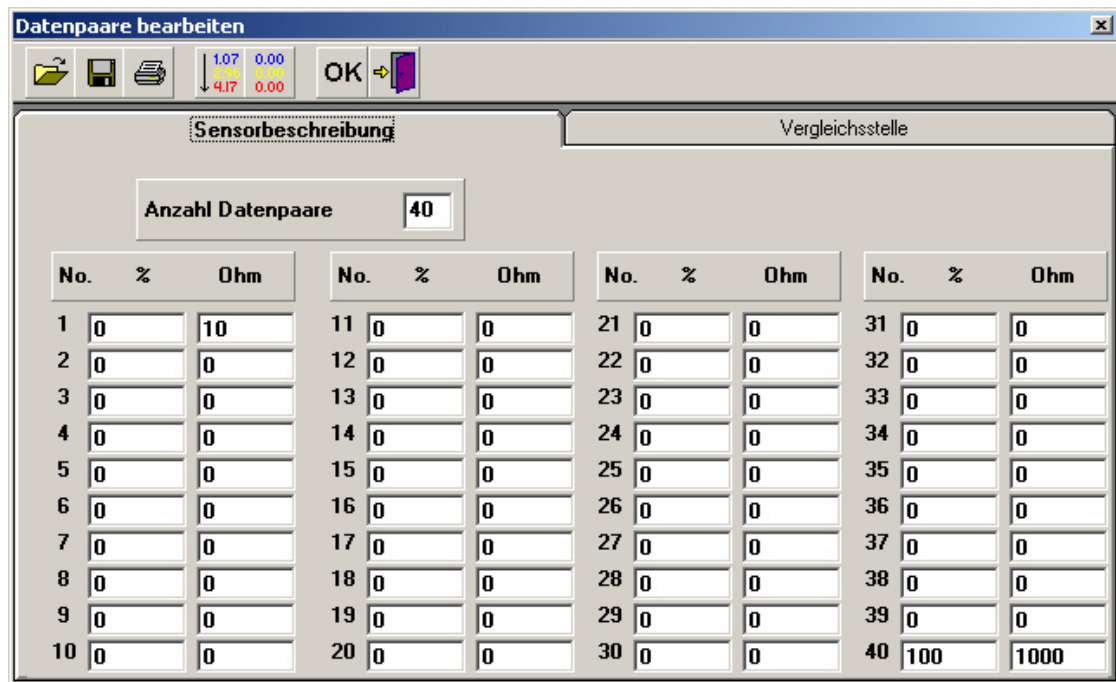 Datenpaare bearbeiten
1.07 0.00
2.96 0.00
4.17 0.00
OK
Sensorbeschreibung Vergleichsstelle
Anzahl Datenpaare 40
No. % Ohm No. % Ohm No. % Ohm No. % Ohm
1 0 10 11 0 0 21 0 0 31 0 0
2 0 0 12 0 0 22 0 0 32 0 0
3 0 0 13 0 0 23 0 0 33 0 0
4 0 0 14 0 0 24 0 0 34 0 0
5 0 0 15 0 0 25 0 0 35 0 0
6 0 0 16 0 0 26 0 0 36 0 0
7 0 0 17 0 0 27 0 0 37 0 0
8 0 0 18 0 0 28 0 0 38 0 0
9 0 0 19 0 0 29 0 0 39 0 0
10 0 0 20 0 0 30 0 0 40 100 1000